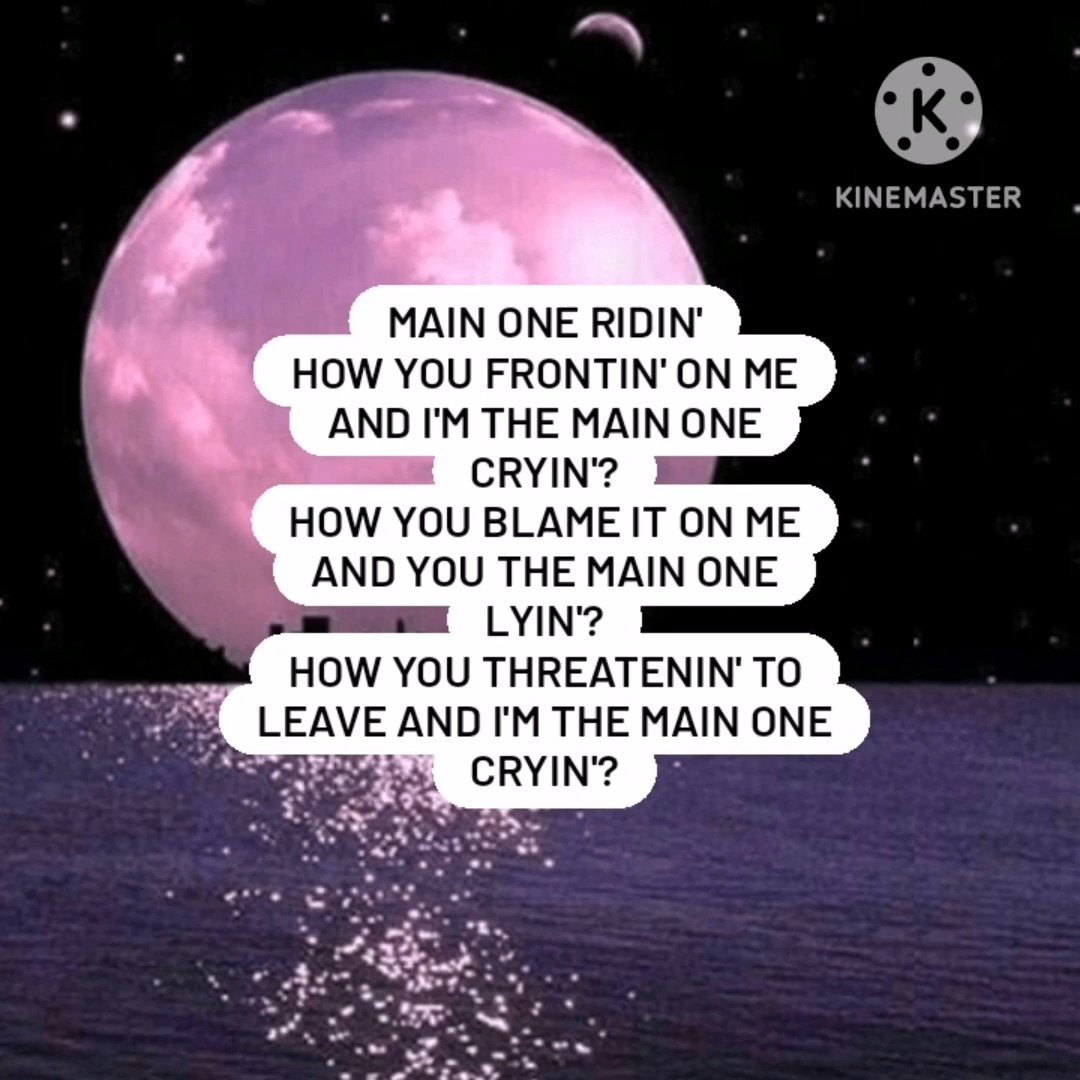 K
KINEMASTER
MAIN ONE RIDIN'
HOW YOU FRONTIN' ON ME
AND I'M THE MAIN ONE
CRYIN'?
HOW YOU BLAME IT ON ME
AND YOU THE MAIN ONE
LYIN'?
HOW YOU THREATENIN' TO
LEAVE AND I'M THE MAIN ONE
CRYIN'?